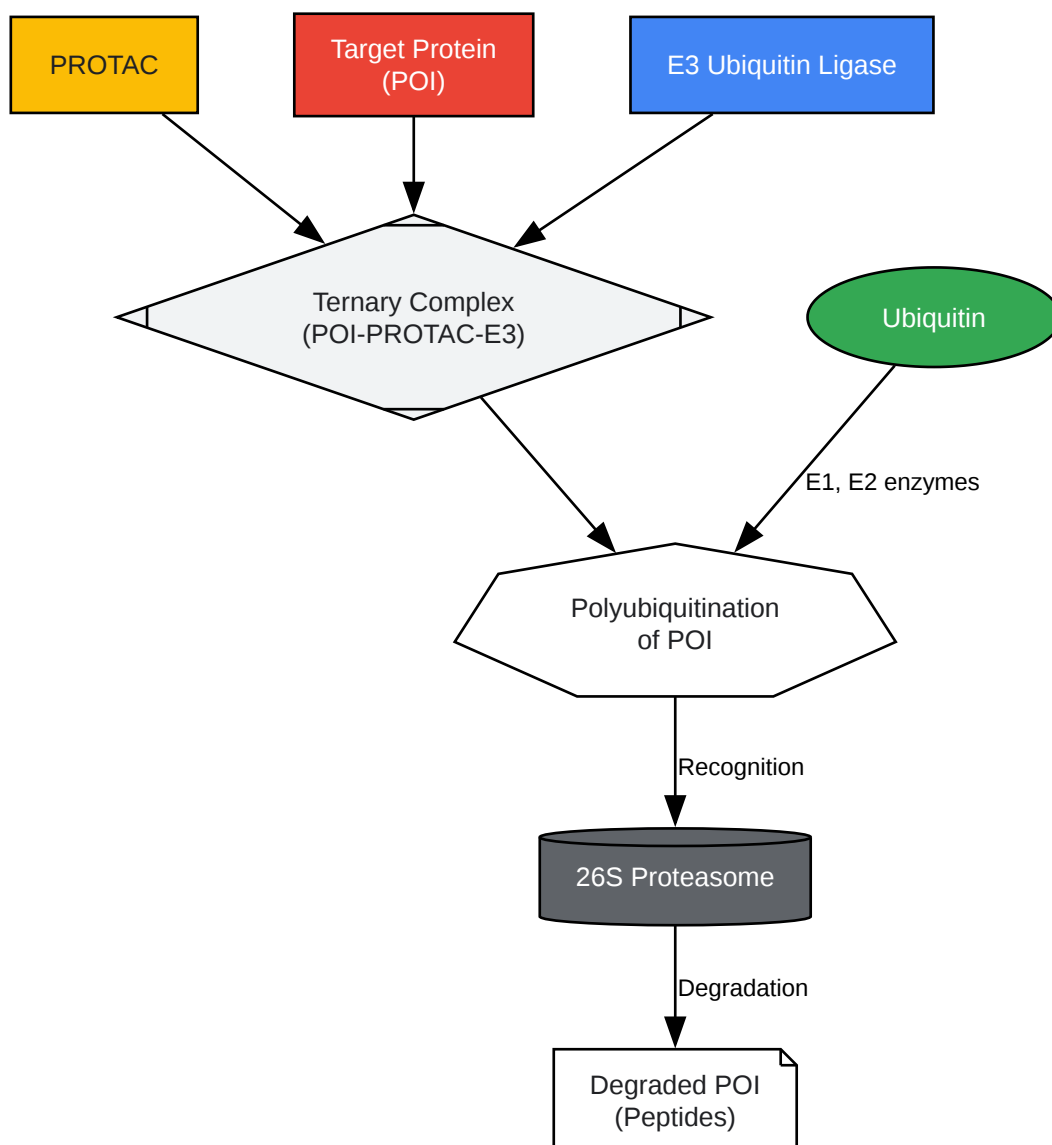 PROTAC
Target Protein
(POI)
E3 Ubiquitin Ligase
Ternary Complex
(POI-PROTAC-E3)
Ubiquitin
E1, E2 enzymes
Polyubiquitination
of POI
Recognition
26S Proteasome
Degradation
Degraded POI
(Peptides)